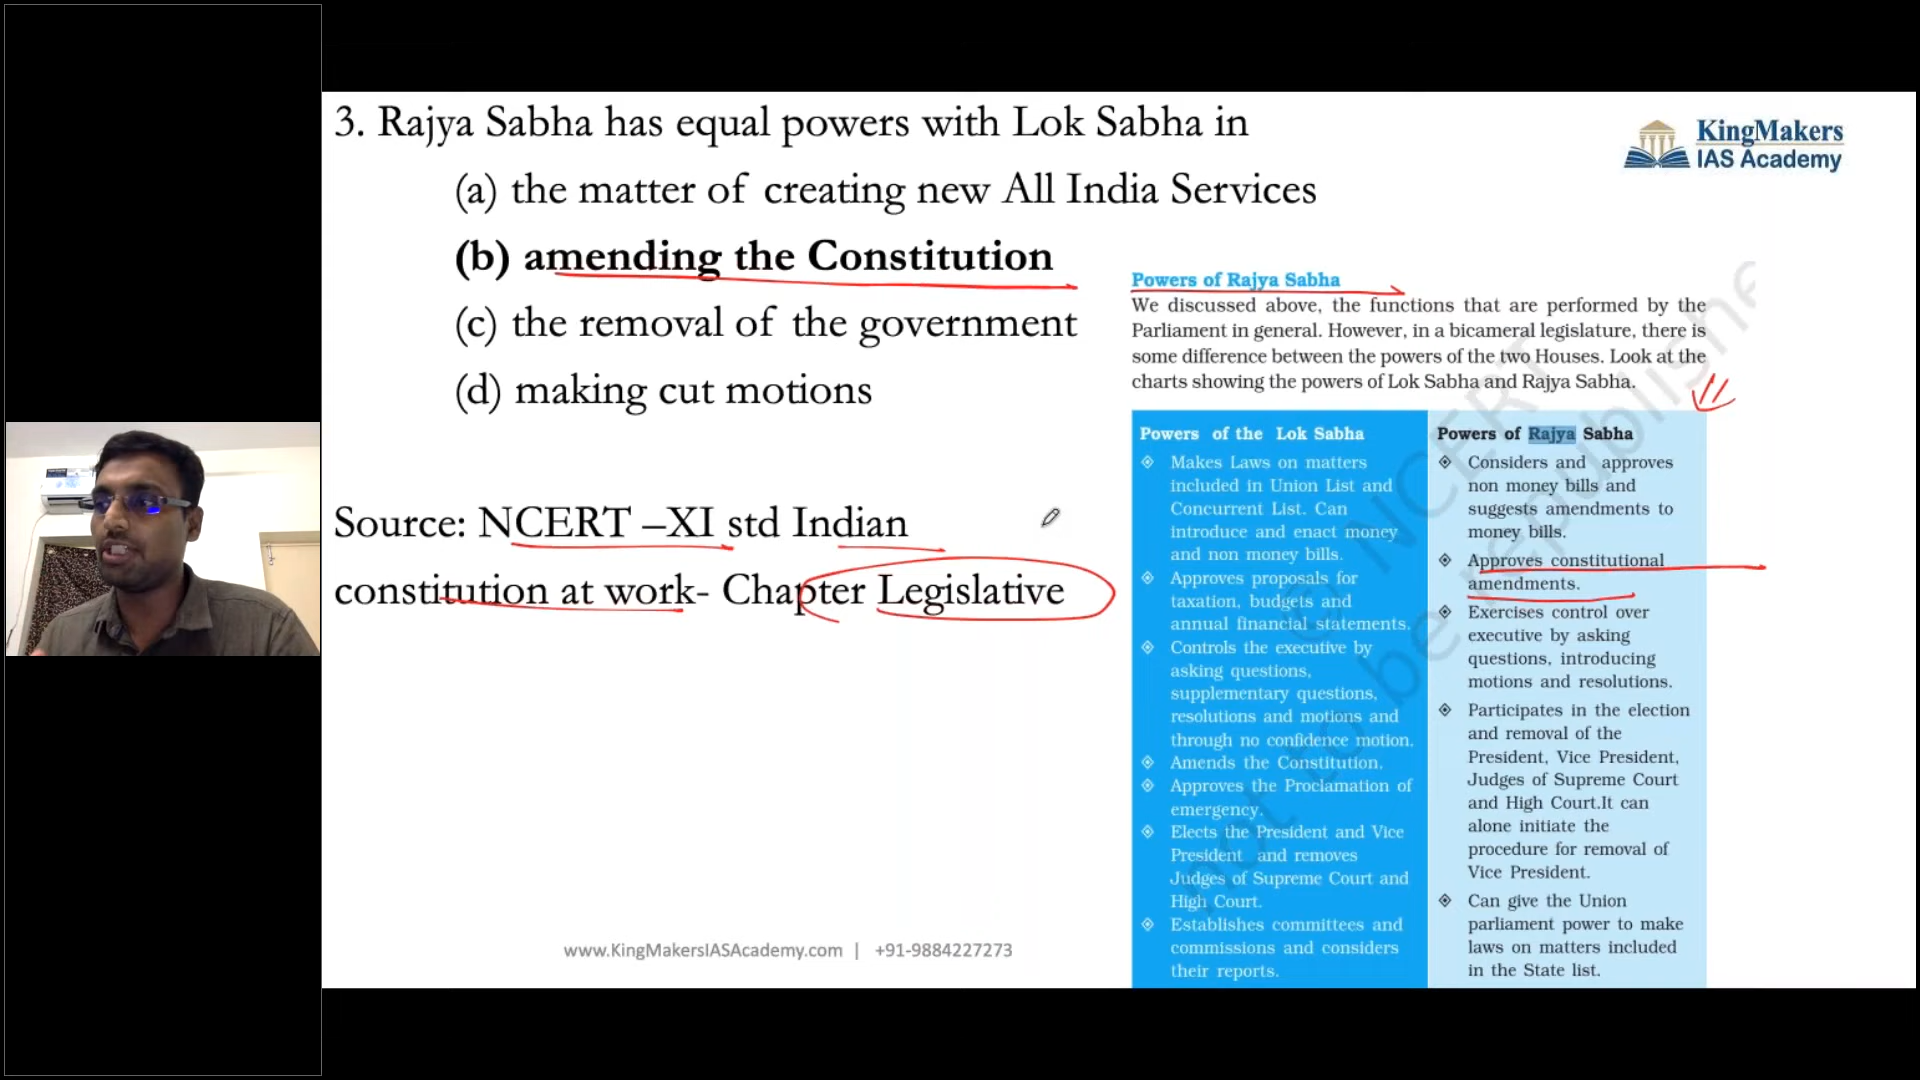 3. Rajya Sabha has equal powers with Lok Sabha in
(a) the matter of creating new All India Services
(b) amending the Constitution
(c) the removal of the government
(d) making cut motions
Source: NCERT –XI std Indian
constitution at work- Chapter Legislative
www.KingMakersIASAcademy.com | +91-9884227273
KingMakers
IAS Academy
Powers of Rajya Sabha
We discussed above, the functions that are performed by the
Parliament in general. However, in a bicameral legislature, there is
some difference between the powers of the two Houses. Look at the
charts showing the powers of Lok Sabha and Rajya Sabha.
Powers of the Lok Sabha
Makes Laws on matters
included in Union List and
Concurrent List. Can
introduce and enact money
and non money bills.
Approves proposals for
taxation, budgets and
annual financial statements.
Controls the executive by
asking questions,
supplementary questions,
resolutions and motions and
through no confidence motion.
Amends the Constitution.
Approves the Proclamation of
emergency.
Elects the President and Vice
President and removes
Judges of Supreme Court and
High Court.
Establishes committees and
commissions and considers
their reports.
Powers of Rajya Sabha
Considers and approves
non money bills and
suggests amendments to
money bills.
Approves constitutional
amendments.
Exercises control over
executive by asking
questions, introducing
motions and resolutions.
Participates in the election
and removal of the
President, Vice President,
Judges of Supreme Court
and High Court.It can
alone initiate the
procedure for removal of
Vice President.
Can give the Union
parliament power to make
laws on matters included
in the State list.
© NCERT
not to be republishe